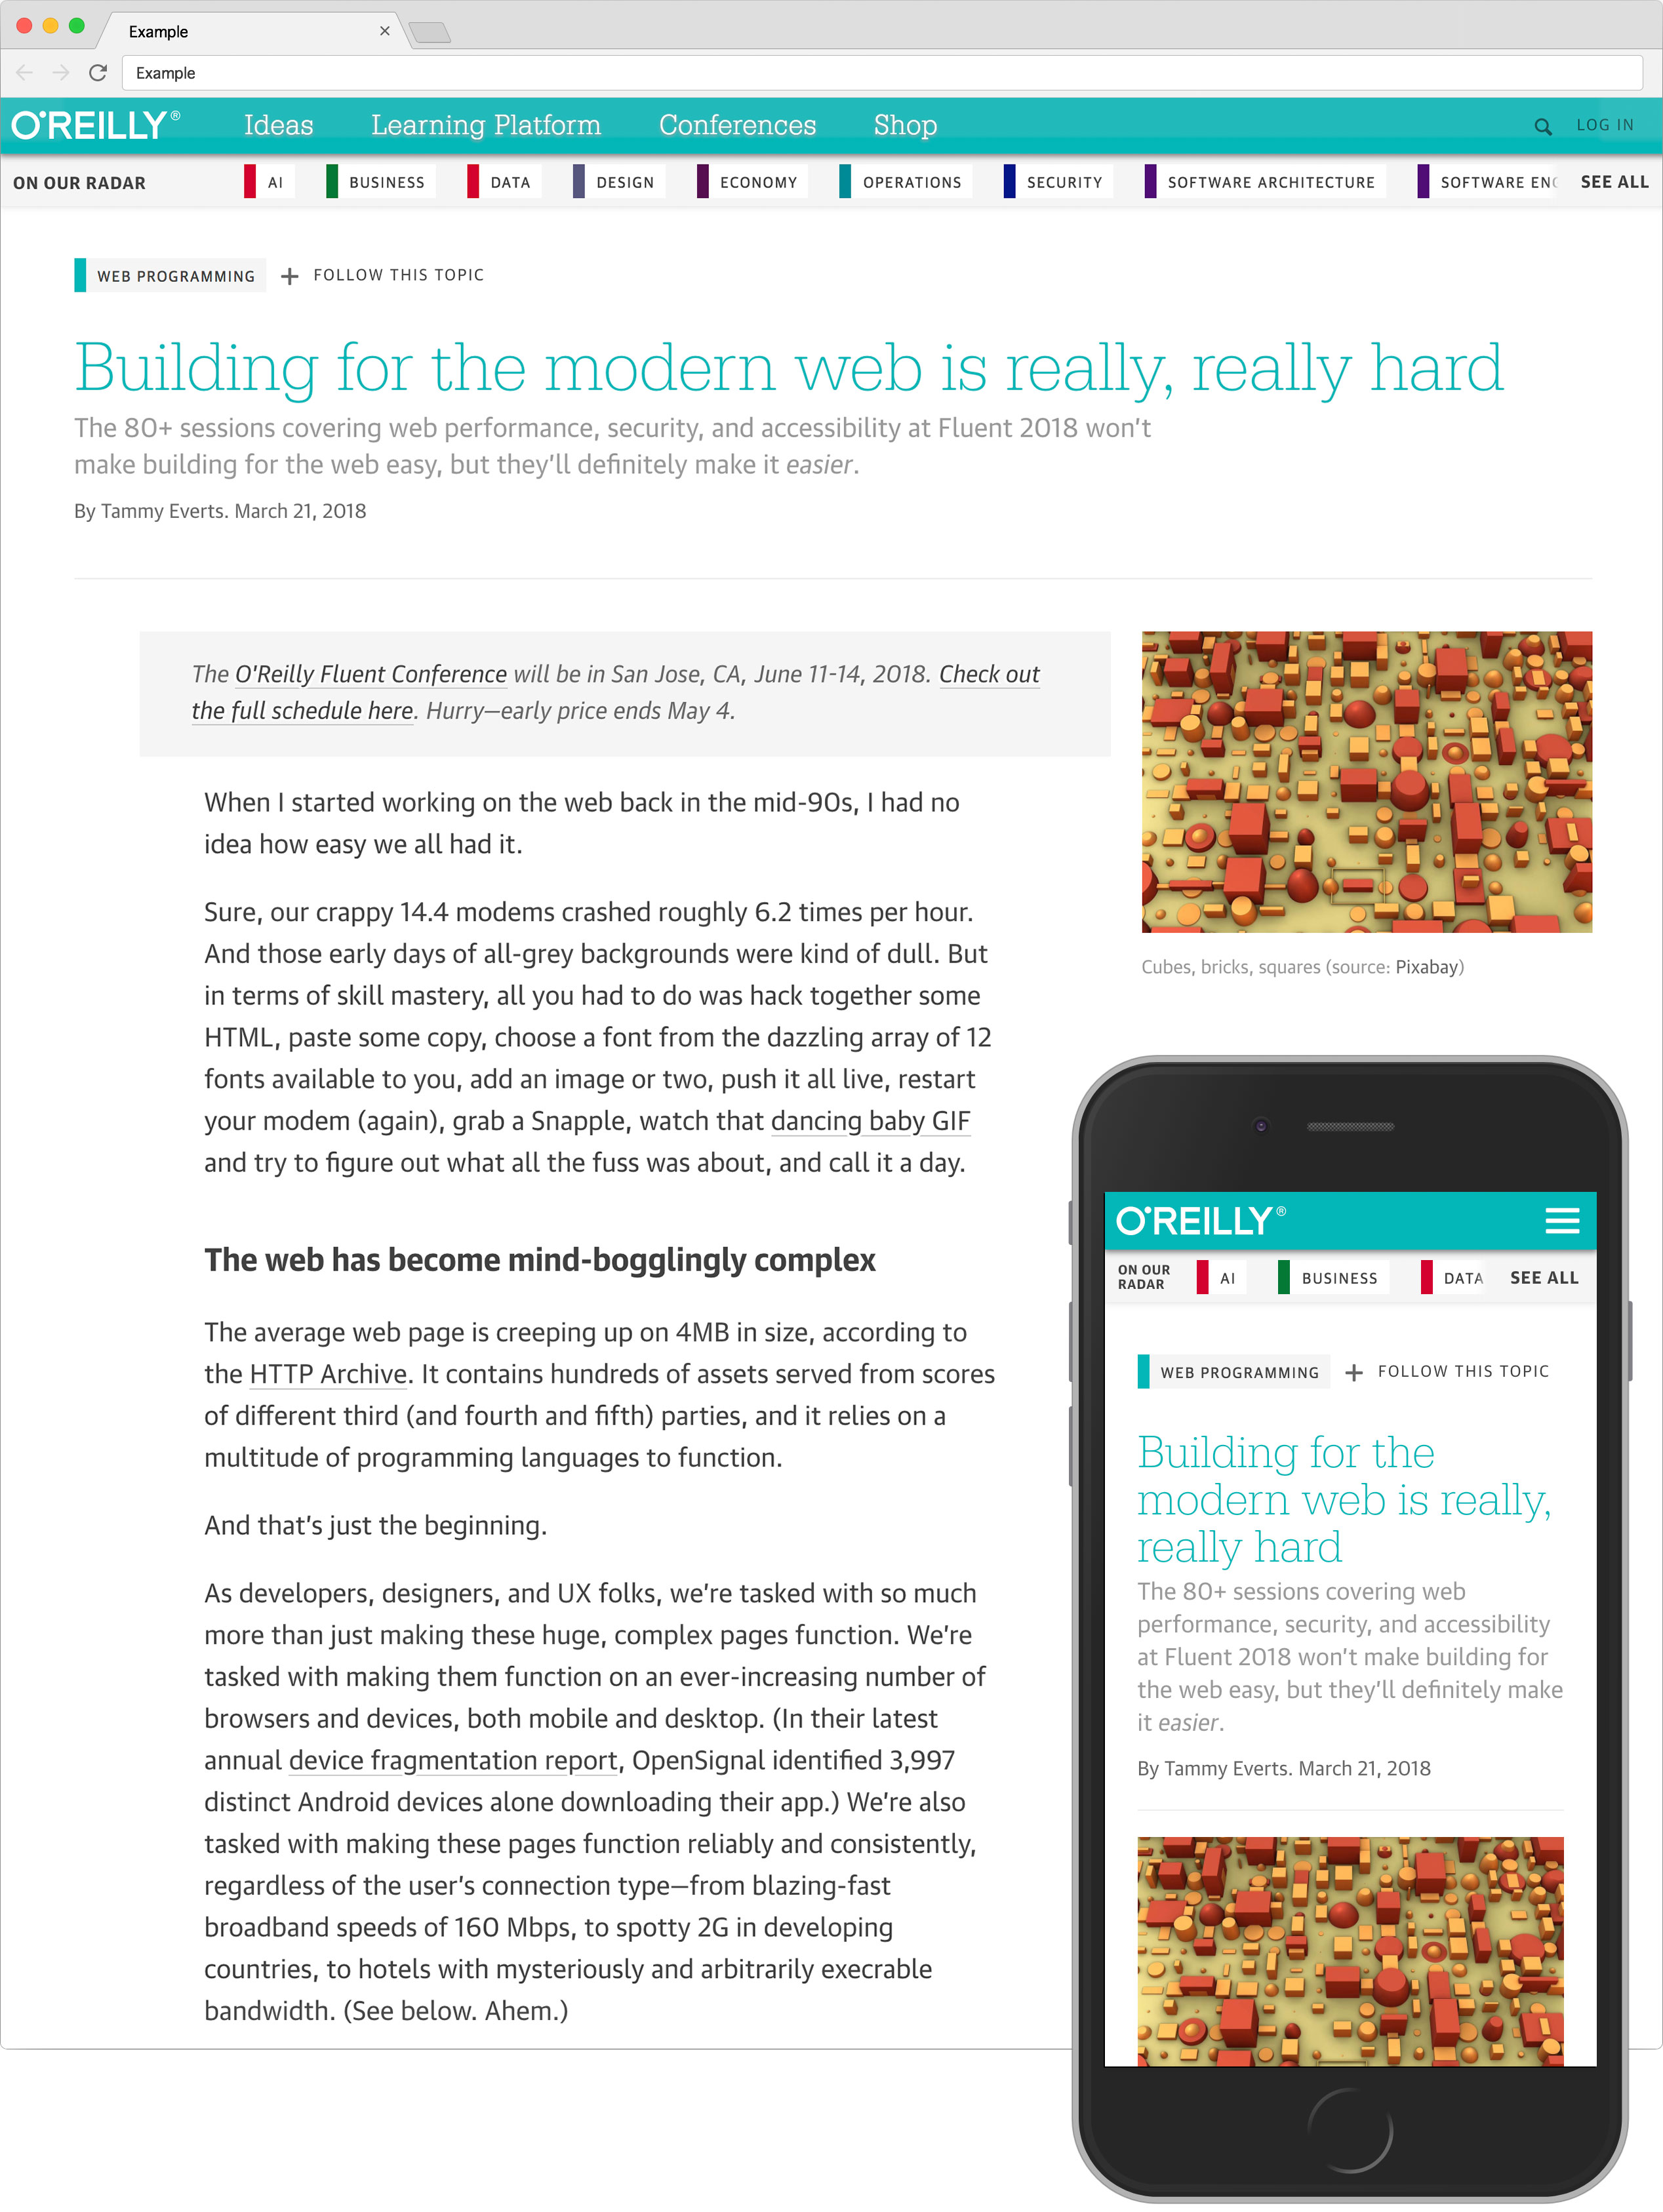 Example
Example
O'REILLY® Ideas Learning Platform Conferences Shop LOG IN
ON OUR RADAR AI BUSINESS DATA DESIGN ECONOMY OPERATIONS SECURITY SOFTWARE ARCHITECTURE SOFTWARE ENG SEE ALL
WEB PROGRAMMING + FOLLOW THIS TOPIC
Building for the modern web is really, really hard
The 80+ sessions covering web performance, security, and accessibility at Fluent 2018 won't
make building for the web easy, but they'll definitely make it easier.
By Tammy Everts. March 21, 2018
The O'Reilly Fluent Conference will be in San Jose, CA, June 11-14, 2018. Check out
the full schedule here. Hurry—early price ends May 4.
When I started working on the web back in the mid-90s, I had no
idea how easy we all had it.
Sure, our crappy 14.4 modems crashed roughly 6.2 times per hour.
And those early days of all-grey backgrounds were kind of dull. But
in terms of skill mastery, all you had to do was hack together some
HTML, paste some copy, choose a font from the dazzling array of 12
fonts available to you, add an image or two, push it all live, restart
your modem (again), grab a Snapple, watch that dancing baby GIF
and try to figure out what all the fuss was about, and call it a day.
The web has become mind-bogglingly complex
The average web page is creeping up on 4MB in size, according to
the HTTP Archive. It contains hundreds of assets served from scores
of different third (and fourth and fifth) parties, and it relies on a
multitude of programming languages to function.
And that's just the beginning.
As developers, designers, and UX folks, we're tasked with so much
more than just making these huge, complex pages function. We're
tasked with making them function on an ever-increasing number of
browsers and devices, both mobile and desktop. (In their latest
annual device fragmentation report, OpenSignal identified 3,997
distinct Android devices alone downloading their app.) We're also
tasked with making these pages function reliably and consistently,
regardless of the user's connection type—from blazing-fast
broadband speeds of 160 Mbps, to spotty 2G in developing
countries, to hotels with mysteriously and arbitrarily execrable
bandwidth. (See below. Ahem.)
Cubes, bricks, squares (source: Pixabay)
O'REILLY®
ON OUR
RADAR AI BUSINESS DATA SEE ALL
WEB PROGRAMMING + FOLLOW THIS TOPIC
Building for the
modern web is really,
really hard
The 80+ sessions covering web
performance, security, and accessibility
at Fluent 2018 won't make building for
the web easy, but they'll definitely make
it easier.
By Tammy Everts. March 21, 2018